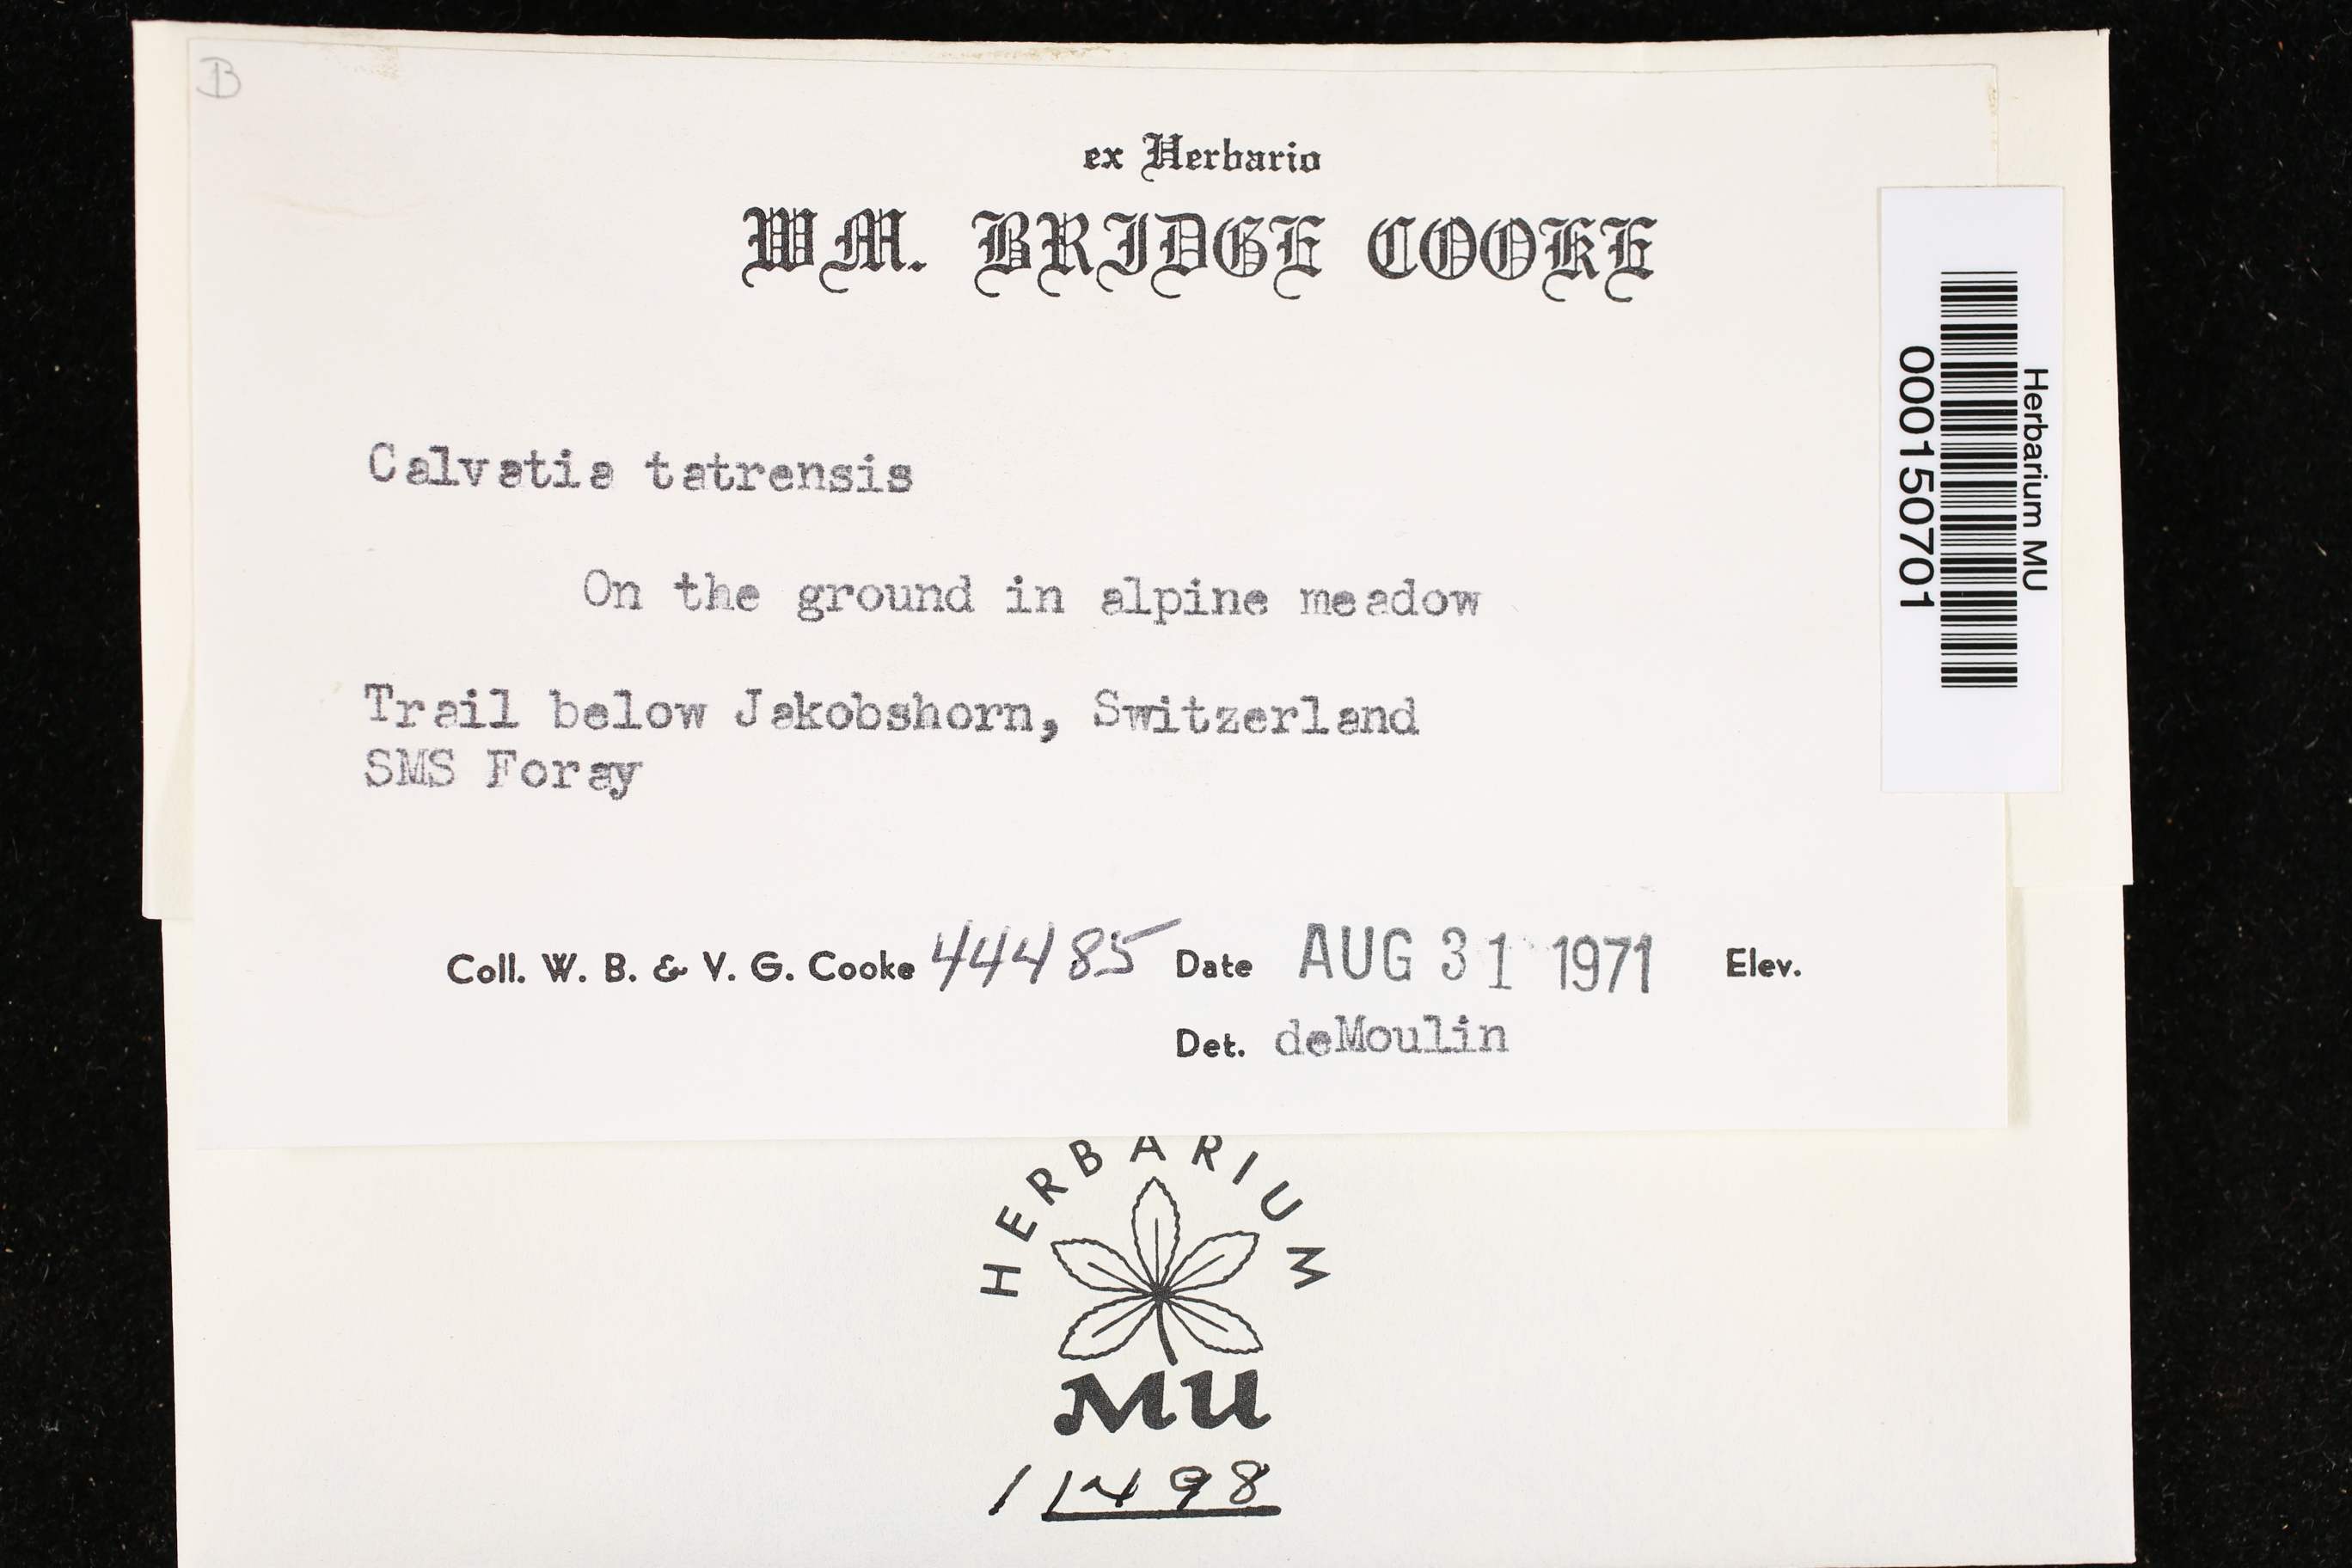 B
ex Herbario
WM. BRIDGE COOKE
Calvatia tatrensis
On the ground in alpine meadow
Trail below Jakobshorn, Switzerland
SMS Foray
Coll. W. B. & V. G. Cooke 44485 Date AUG 31 1971 Elev.
Det. deMoulin
Herbarium MU
000150701
HERBARIUM
MU
11498